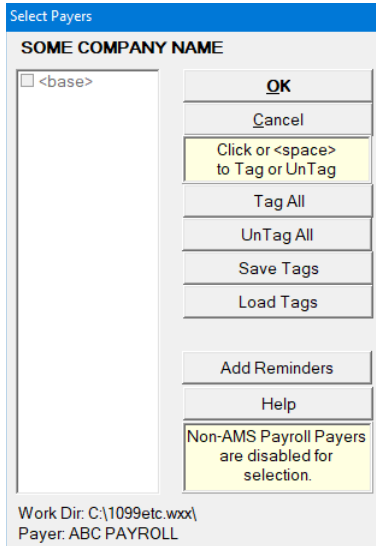 Select Payers
SOME COMPANY NAME
<base>
OK
Cancel
Click or <space>
to Tag or UnTag
Tag All
UnTag All
Save Tags
Load Tags
Add Reminders
Help
Non-AMS Payroll Payers
are disabled for
selection.
Work Dir: C:\1099etc.wxx\
Payer: ABC PAYROLL